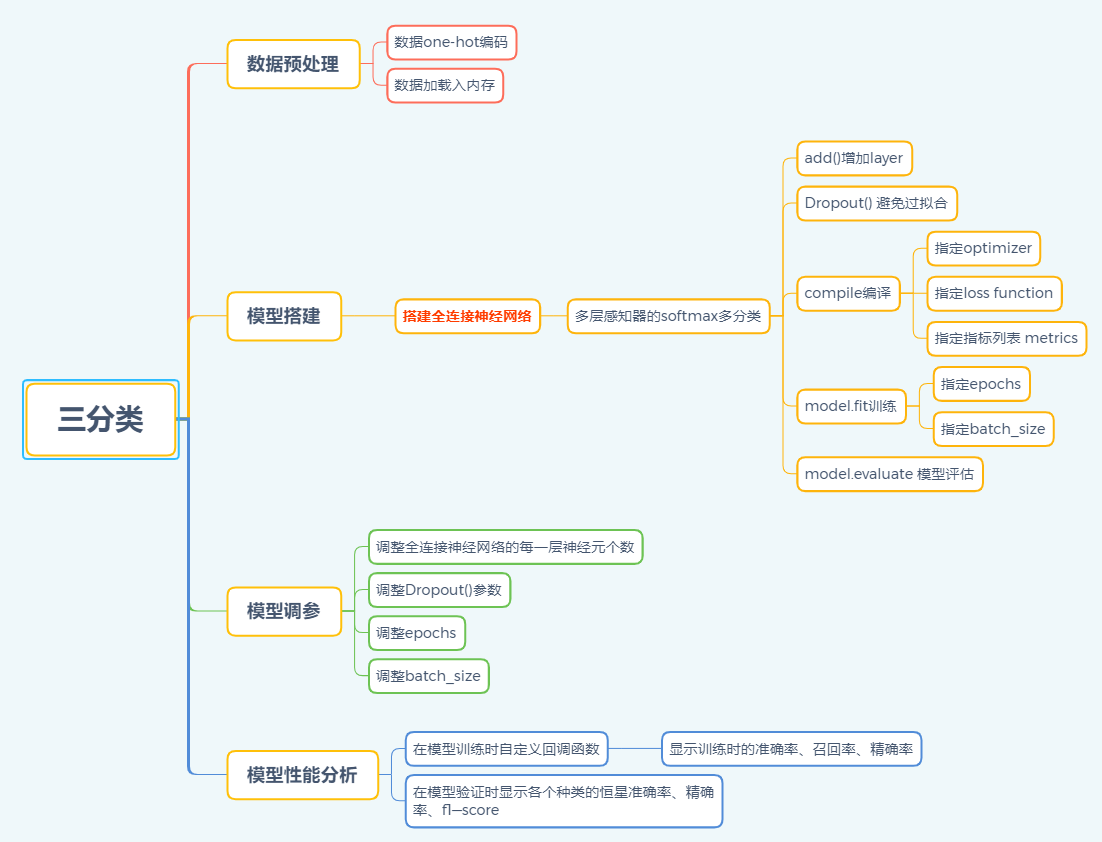 三分类
数据预处理
数据one-hot编码
数据加载入内存
模型搭建
搭建全连接神经网络
多层感知器的softmax多分类
add()增加layer
Dropout() 避免过拟合
compile编译
指定optimizer
指定loss function
指定指标列表 metrics
model.fit训练
指定epochs
指定batch_size
model.evaluate 模型评估
模型调参
调整全连接神经网络的每一层神经元个数
调整Dropout()参数
调整epochs
调整batch_size
模型性能分析
在模型训练时自定义回调函数
显示训练时的准确率、召回率、精确率
在模型验证时显示各个种类的恒星准确率、精确
率、f1—score